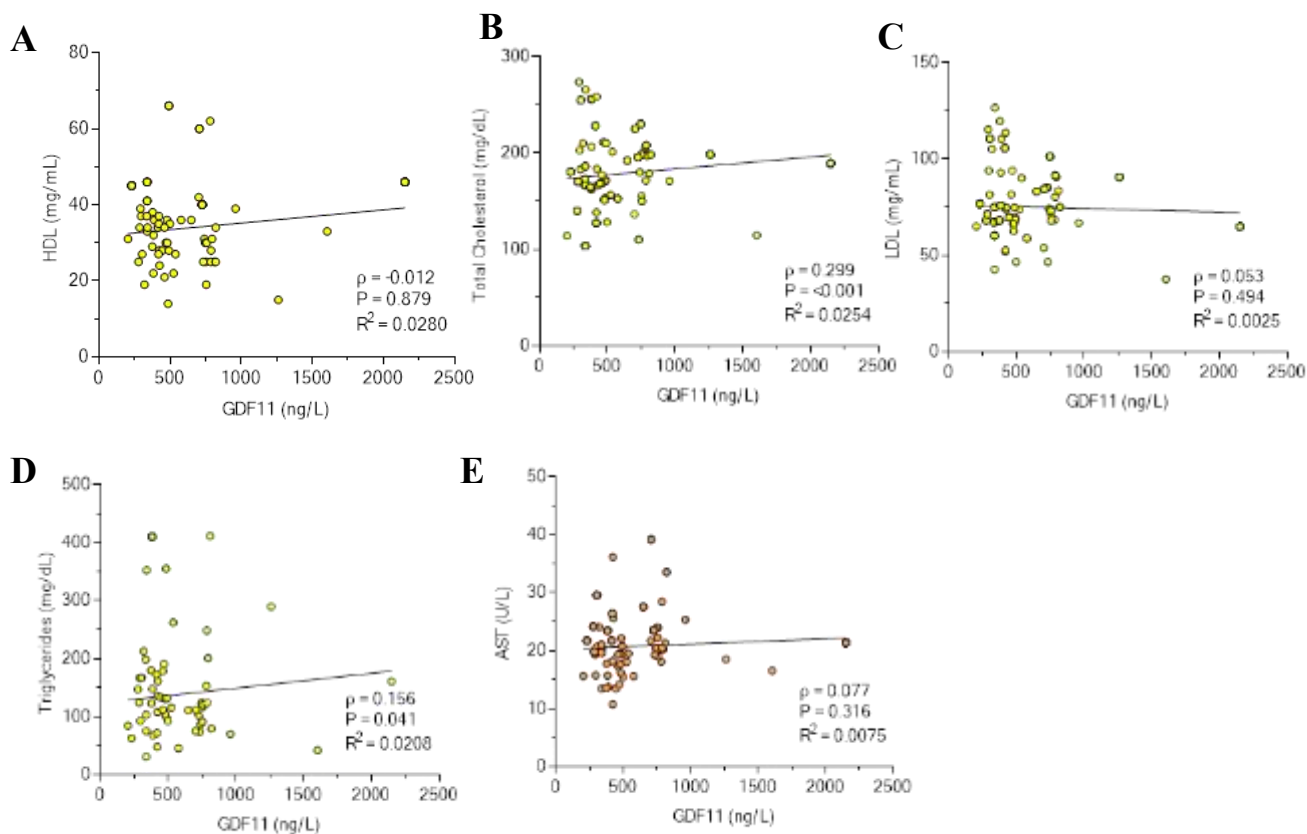 A
HDL (mg/mL)
80
60
40
20
0
ρ = -0.012
P = 0.879
R² = 0.0280
0 500 1000 1500 2000 2500
GDF11 (ng/L)
B
Total Cholesterol (mg/dL)
300
200
100
0
ρ = 0.299
P = <0.001
R² = 0.0254
0 500 1000 1500 2000 2500
GDF11 (ng/L)
C
LDL (mg/mL)
150
100
50
0
ρ = 0.053
P = 0.494
R² = 0.0025
0 500 1000 1500 2000 2500
GDF11 (ng/L)
D
Triglycerides (mg/dL)
500
400
300
200
100
0
ρ = 0.156
P = 0.041
R² = 0.0208
0 500 1000 1500 2000 2500
GDF11 (ng/L)
E
AST (U/L)
50
40
30
20
10
0
ρ = 0.077
P = 0.316
R² = 0.0075
0 500 1000 1500 2000 2500
GDF11 (ng/L)